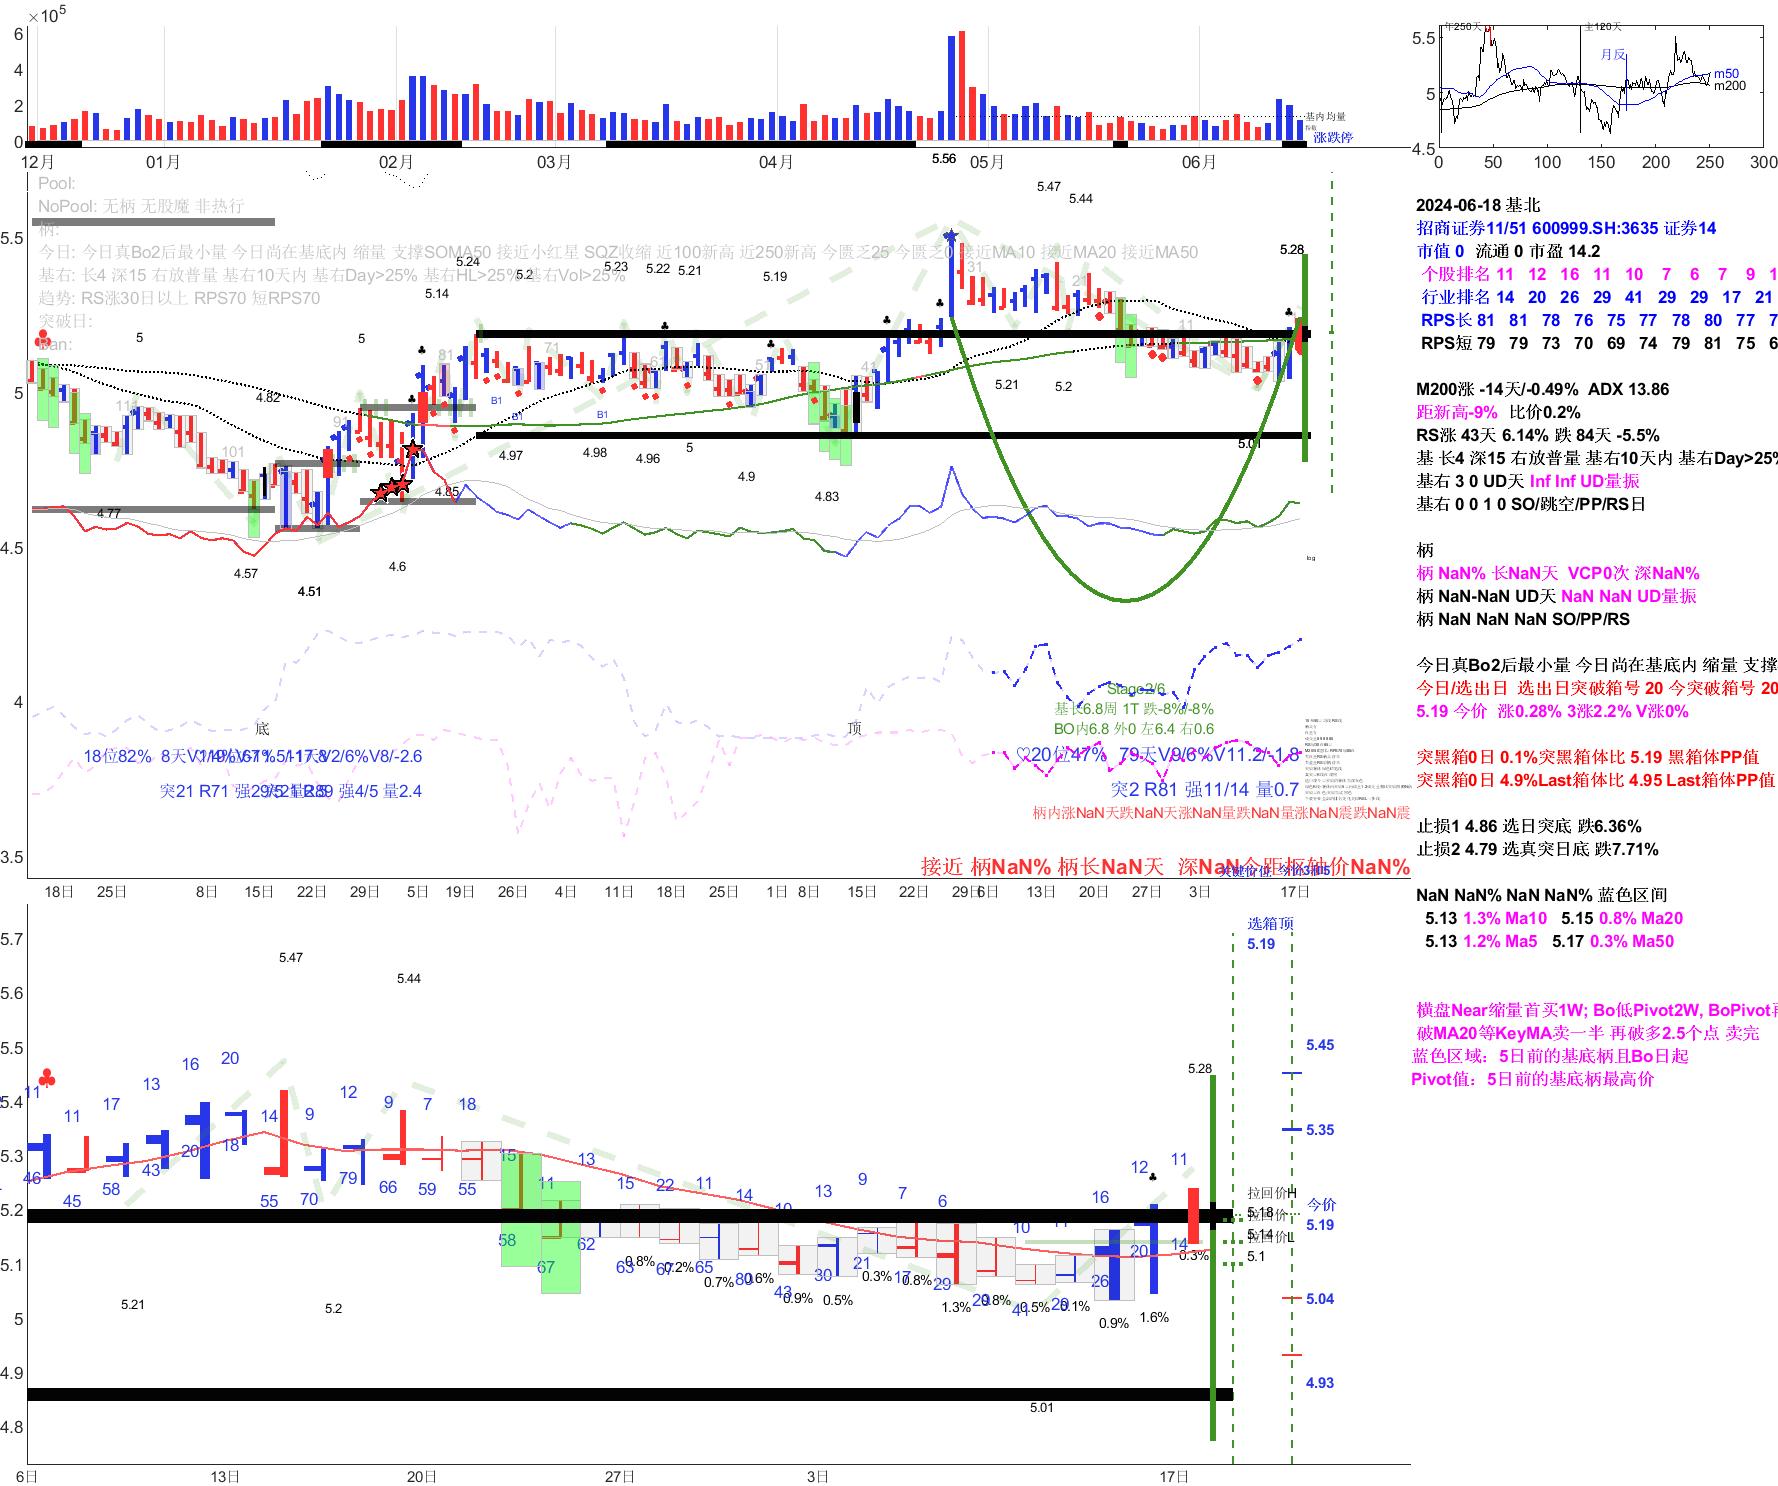 ×10⁵
6
4
2
0
12月 01月 02月 03月 04月 05月 06月
5.56
基内均量
涨跌停
年250天 主120天
5.5
5
4.5
月反
m50
m200
0 50 100 150 200 250 300
Pool:
NoPool: 无柄 无股魔 非热行
柄:
今日: 今日真Bo2后最小量 今日尚在基底内 缩量 支撑SOMA50 接近小红星 SQZ收缩 近100新高 近250新高 今匮乏25 今匮乏0 接近MA10 接近MA20 接近MA50
基右: 长4 深15 右放普量 基右10天内 基右Day>25% 基右HL>25% 基右Vol>25%
趋势: RS涨30日以上 RPS70 短RPS70
突破日:
Ban:
5.5
5
4.5
4
3.5
5.47
5.44
5.28
5.24
5.2
5.23
5.22
5.21
5.19
5.14
5
5
4.82
4.77
4.57
4.51
4.6
4.85
4.97
4.98
4.96
5
4.9
4.83
5.21
5.2
5.01
111
101
91
81
71
61
51
41
31
21
11
B1
B1
B1
log
底
顶
Stage2/6
基长6.8周 1T 跌-8%/-8%
BO内6.8 外0 左6.4 右0.6
18位82%
♡20位47% 79天V9/6%V11.2/-1.8
突2 R81 强11/14 量0.7
柄内涨NaN天跌NaN天涨NaN量跌NaN量涨NaN震跌NaN震
接近 柄NaN% 柄长NaN天 深NaN今距枢轴价NaN%
18日 25日 8日 15日 22日 29日 5日 19日 26日 4日 11日 18日 25日 1日 8日 15日 22日 29日 6日 13日 20日 27日 3日 17日
2024-06-18 基北
招商证券11/51 600999.SH:3635 证券14
市值 0 流通 0 市盈 14.2
个股排名 11 12 16 11 10 7 6 7 9 1
行业排名 14 20 26 29 41 29 29 17 21
RPS长 81 81 78 76 75 77 78 80 77 7
RPS短 79 79 73 70 69 74 79 81 75 6
M200涨 -14天/-0.49% ADX 13.86
距新高-9% 比价0.2%
RS涨 43天 6.14% 跌 84天 -5.5%
基 长4 深15 右放普量 基右10天内 基右Day>25%
基右 3 0 UD天 Inf Inf UD量振
基右 0 0 1 0 SO/跳空/PP/RS日
柄
柄 NaN% 长NaN天 VCP0次 深NaN%
柄 NaN-NaN UD天 NaN NaN UD量振
柄 NaN NaN NaN SO/PP/RS
今日真Bo2后最小量 今日尚在基底内 缩量 支撑
今日/选出日 选出日突破箱号 20 今突破箱号 20
5.19 今价 涨0.28% 3涨2.2% V涨0%
突黑箱0日 0.1%突黑箱体比 5.19 黑箱体PP值
突黑箱0日 4.9%Last箱体比 4.95 Last箱体PP值
止损1 4.86 选日突底 跌6.36%
止损2 4.79 选真突日底 跌7.71%
NaN NaN% NaN NaN% 蓝色区间
5.13 1.3% Ma10 5.15 0.8% Ma20
5.13 1.2% Ma5 5.17 0.3% Ma50
横盘Near缩量首买1W; Bo低Pivot2W, BoPivot再
破MA20等KeyMA卖一半 再破多2.5个点 卖完
蓝色区域：5日前的基底柄且Bo日起
Pivot值：5日前的基底柄最高价
5.7
5.6
5.5
5.4
5.3
5.2
5.1
5
4.9
4.8
5.47
5.44
5.28
5.21
5.2
5.01
11 11 17 13 16 20 14 9 12 9 7 18 15 11 13 15 22 11 14 10 13 9 7 6 10 11 16 12 11
46 45 58 43 20 18 55 70 79 66 59 55 58 67 62 63 67 65 80 43 30 21 17 29 29 41 29 26 20 14
0.8% 0.2% 0.7% 0.6% 0.9% 0.5% 0.3% 0.8% 1.3% 0.8% 0.5% 0.1% 0.9% 1.6% 0.3%
选箱顶
5.19
5.45
5.35
今价
5.19
5.04
4.93
拉回价H
5.18
拉回价
5.14
拉回价L
5.1
6日 13日 20日 27日 3日 17日